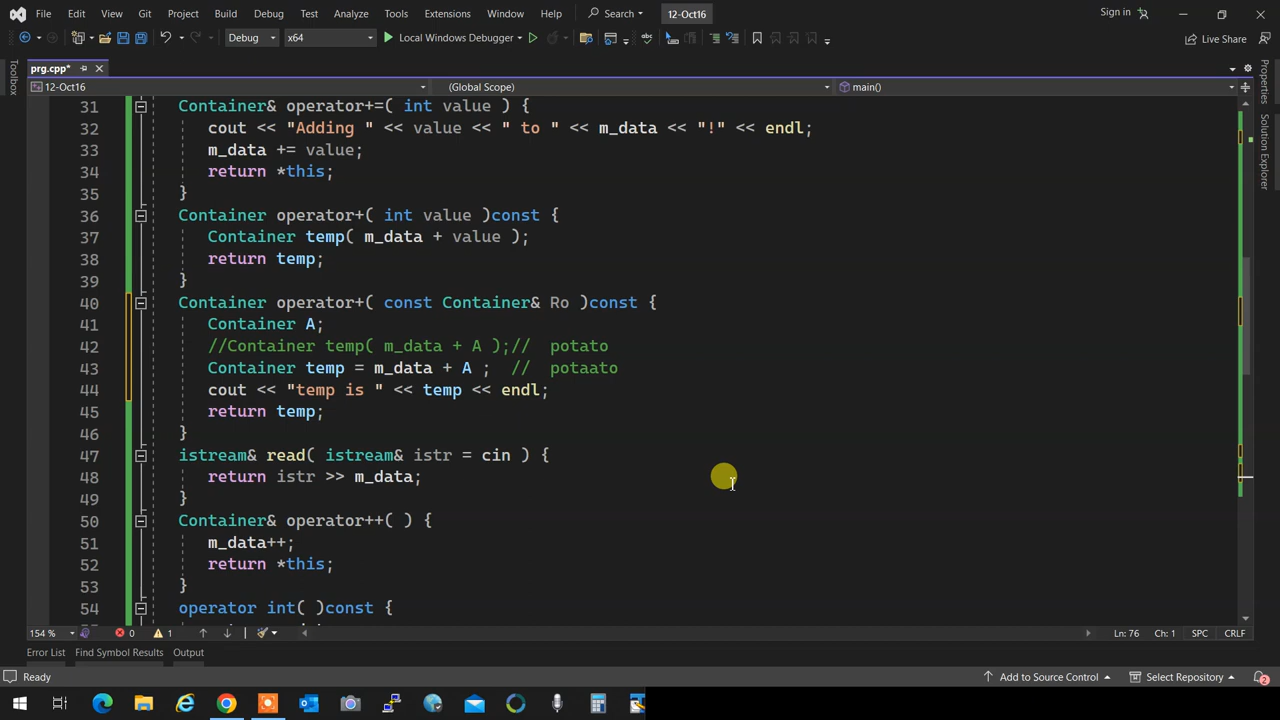 File Edit View Git Project Build Debug Test Analyze Tools Extensions Window Help Search 12-Oct16 Sign in
Debug x64 Local Windows Debugger Live Share
Toolbox
prg.cpp*
12-Oct16 (Global Scope) main()
31 Container& operator+=( int value ) {
32 cout << "Adding " << value << " to " << m_data << "!" << endl;
33 m_data += value;
34 return *this;
35 }
36 Container operator+( int value )const {
37 Container temp( m_data + value );
38 return temp;
39 }
40 Container operator+( const Container& Ro )const {
41 Container A;
42 //Container temp( m_data + A );// potato
43 Container temp = m_data + A ; // potaato
44 cout << "temp is " << temp << endl;
45 return temp;
46 }
47 istream& read( istream& istr = cin ) {
48 return istr >> m_data;
49 }
50 Container& operator++( ) {
51 m_data++;
52 return *this;
53 }
54 operator int( )const {
Properties
Solution Explorer
154 % 0 1 Ln: 76 Ch: 1 SPC CRLF
Error List Find Symbol Results Output
Ready Add to Source Control Select Repository 2